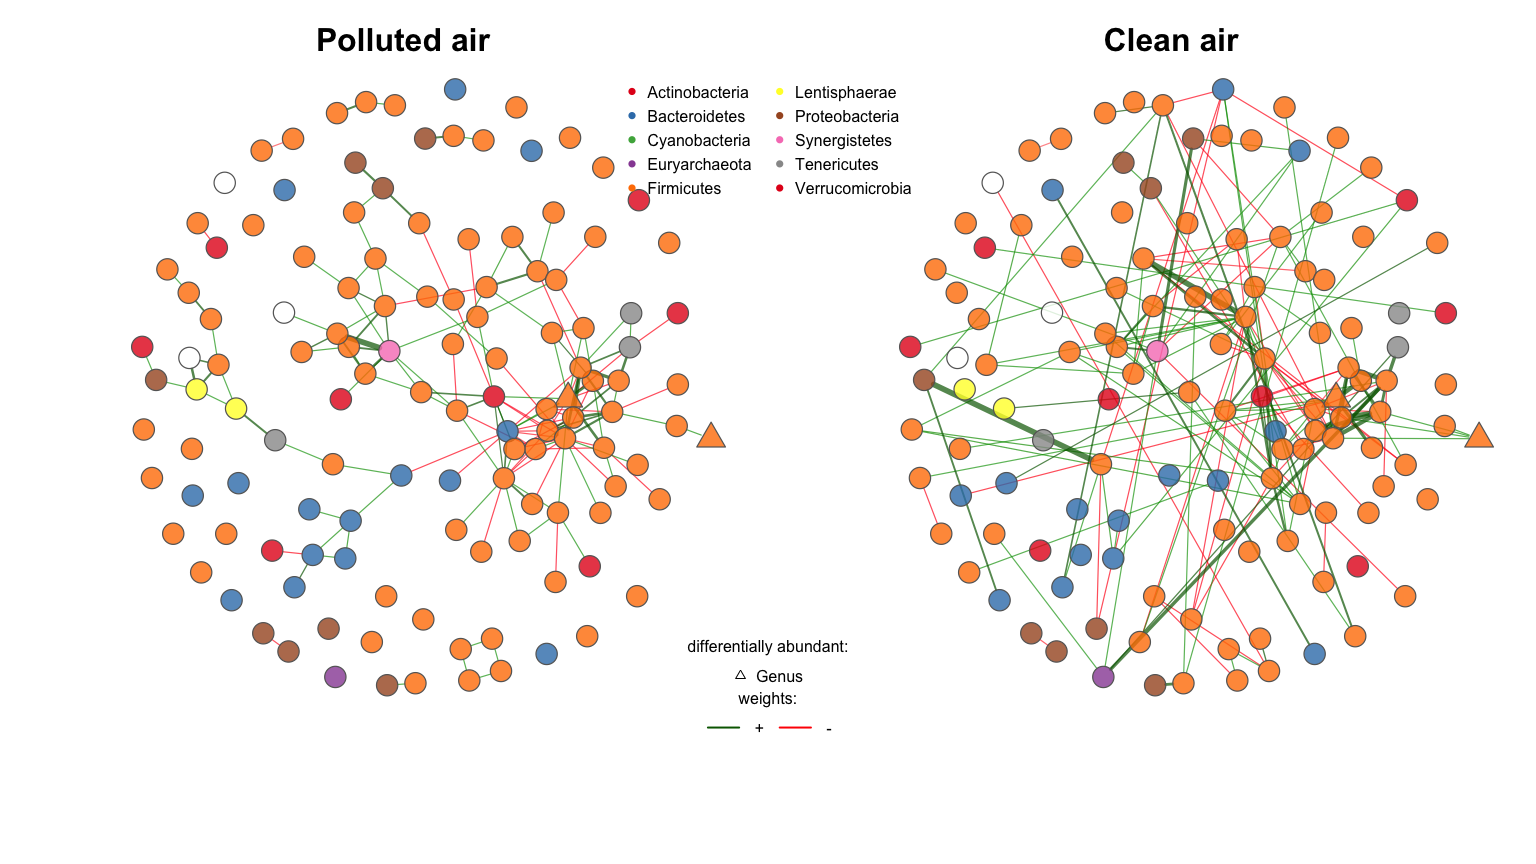 Polluted air
Clean air
Actinobacteria
Bacteroidetes
Cyanobacteria
Euryarchaeota
Firmicutes
Lentisphaerae
Proteobacteria
Synergistetes
Tenericutes
Verrucomicrobia
differentially abundant:
Genus
weights:
+ -